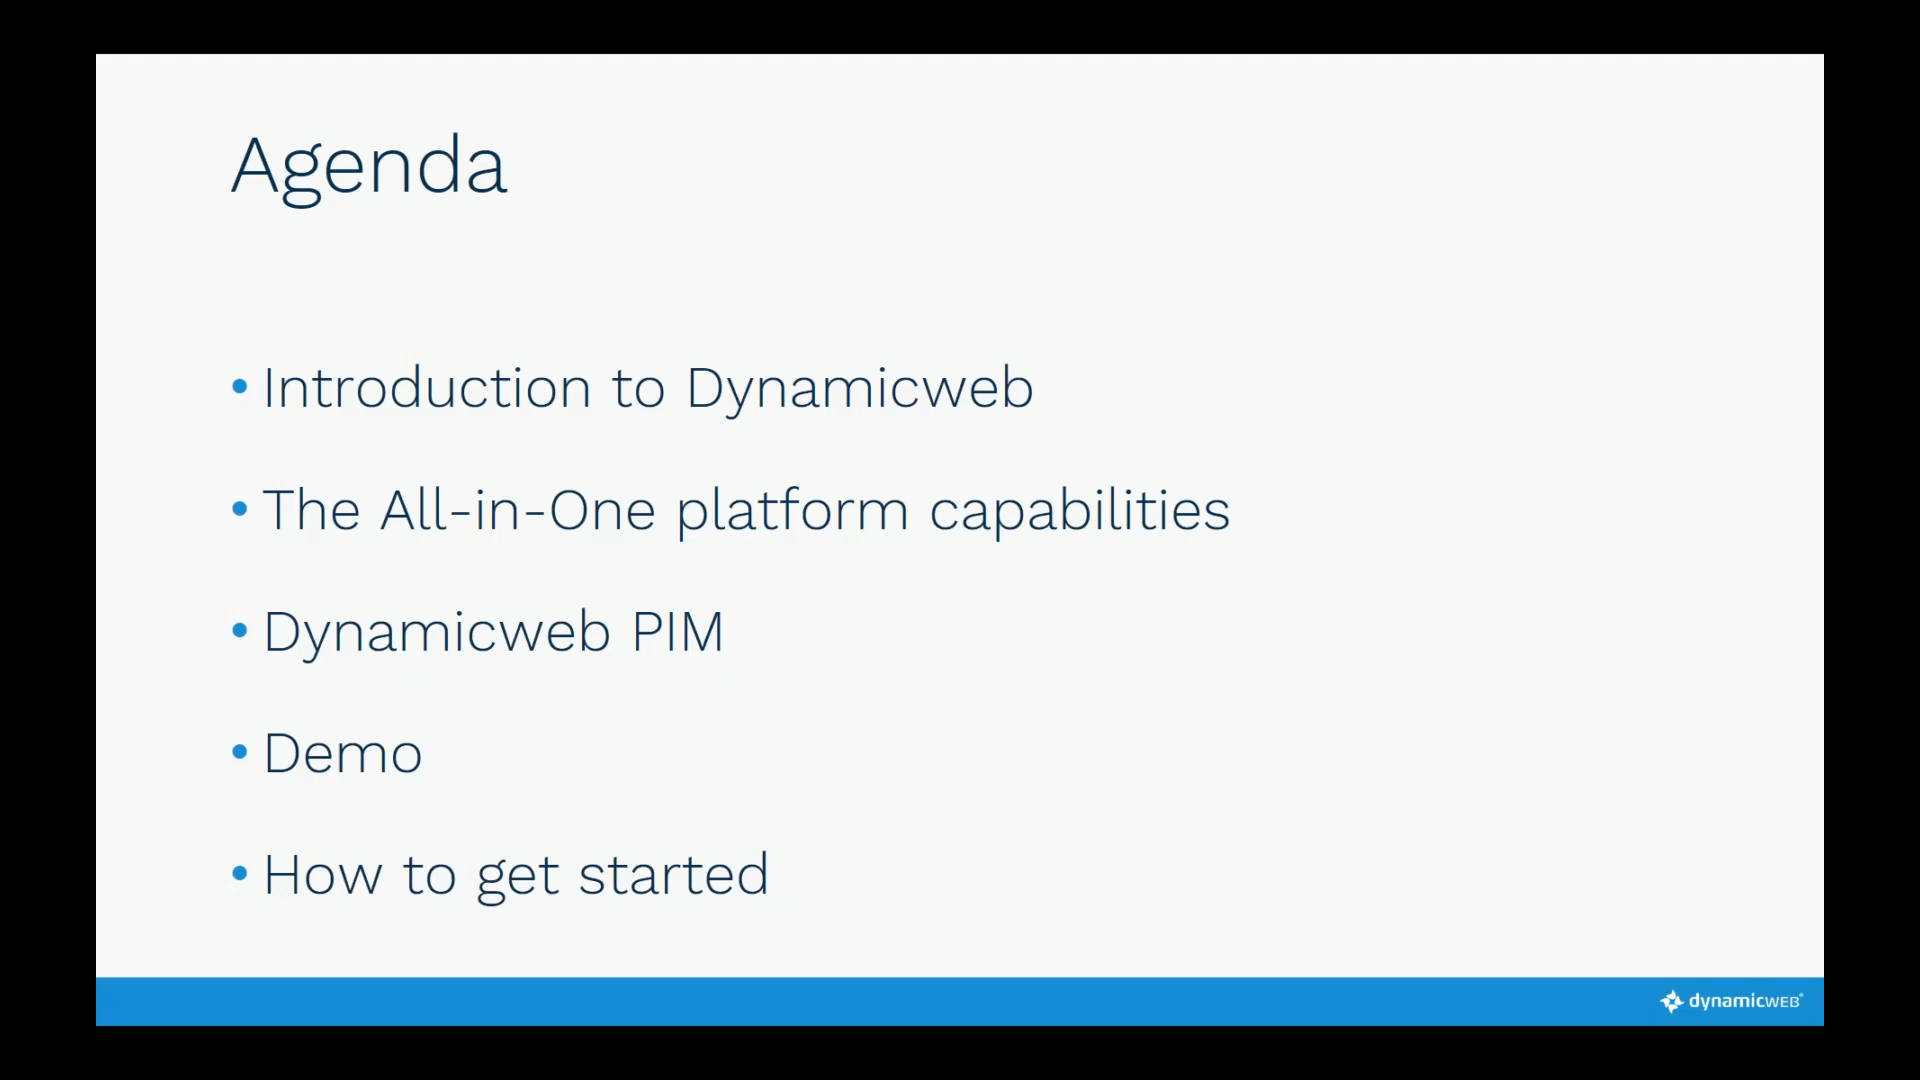 Agenda
• Introduction to Dynamicweb
• The All-in-One platform capabilities
• Dynamicweb PIM
• Demo
• How to get started
dynamicWEB®